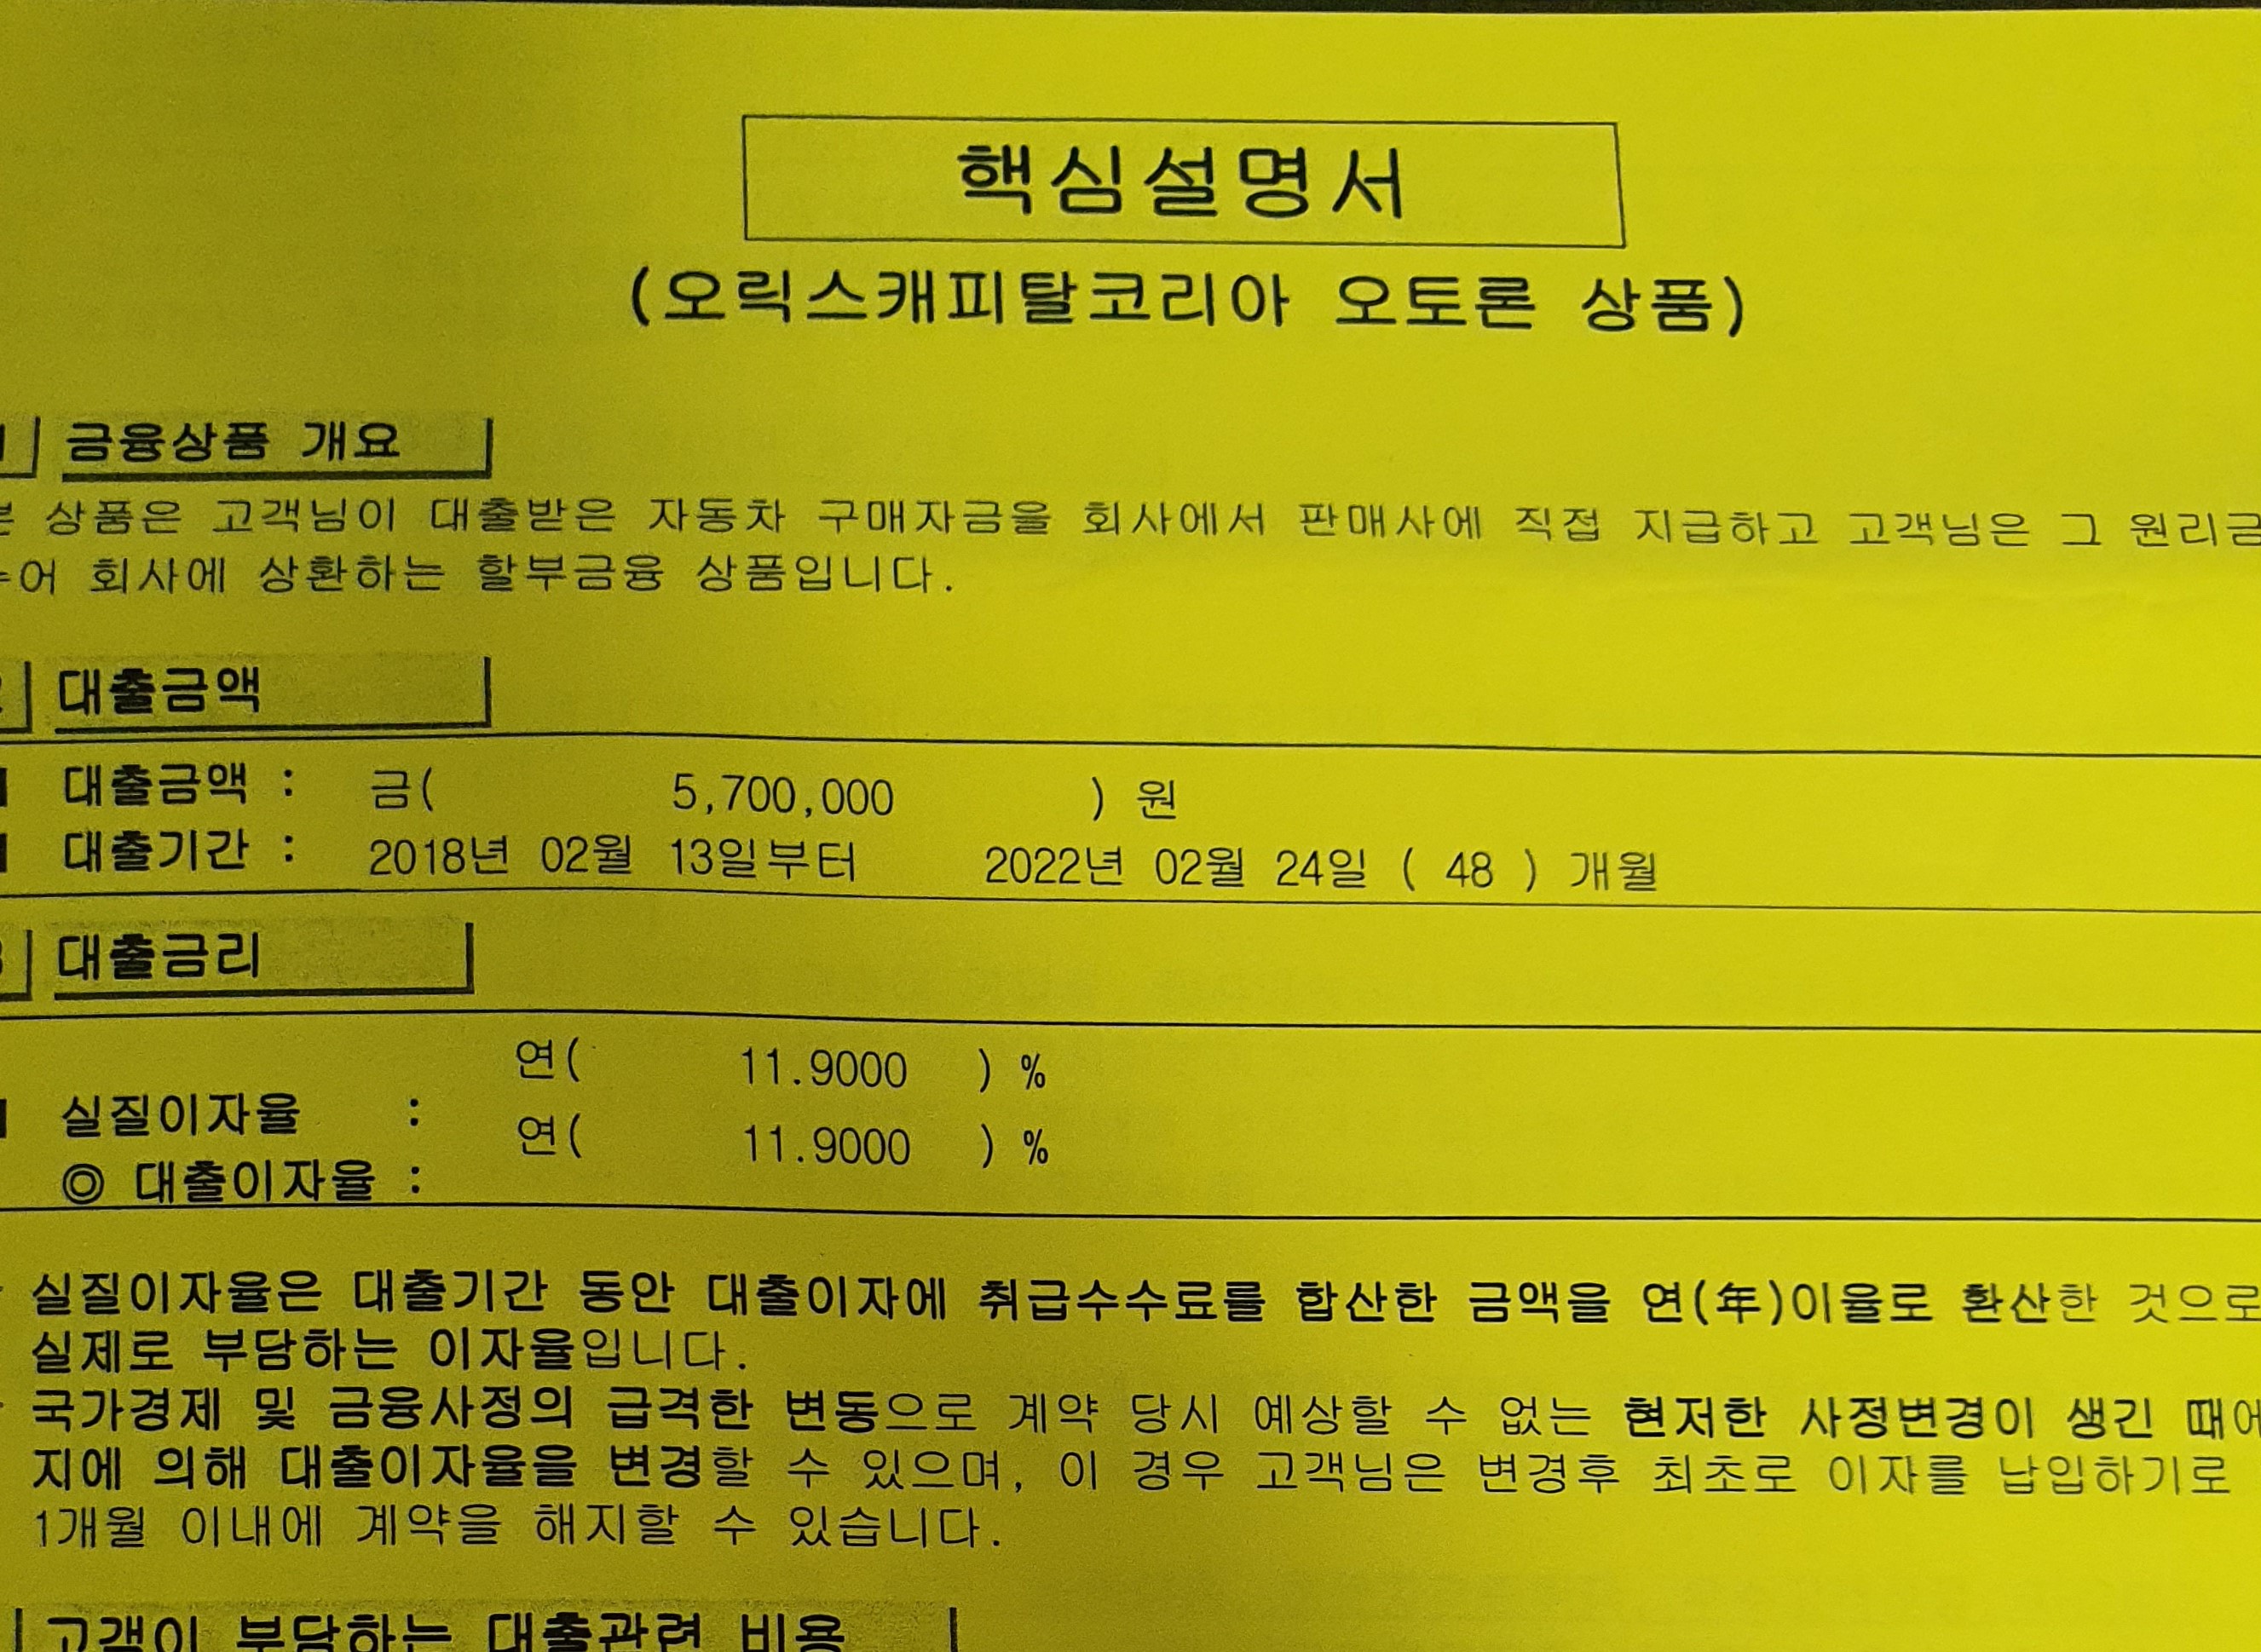 핵심설명서
(오릭스캐피탈코리아 오토론 상품)
금융상품 개요
상품은 고객님이 대출받은 자동차 구매자금을 회사에서 판매사에 직접 지급하고 고객님은 그 원리금
회사에 상환하는 할부금융 상품입니다.
대출금액
대출금액 : 금( 5,700,000 ) 원
대출기간 : 2018년 02월 13일부터 2022년 02월 24일 ( 48 ) 개월
대출금리
연( 11.9000 ) %
실질이자율 :
연( 11.9000 ) %
◎ 대출이자율 :
실질이자율은 대출기간 동안 대출이자에 취급수수료를 합산한 금액을 연(年)이율로 환산한 것으로
실제로 부담하는 이자율입니다.
국가경제 및 금융사정의 급격한 변동으로 계약 당시 예상할 수 없는 현저한 사정변경이 생긴 때에
지에 의해 대출이자율을 변경할 수 있으며, 이 경우 고객님은 변경후 최초로 이자를 납입하기로
1개월 이내에 계약을 해지할 수 있습니다.
고객이 부담하는 대출관련 비용